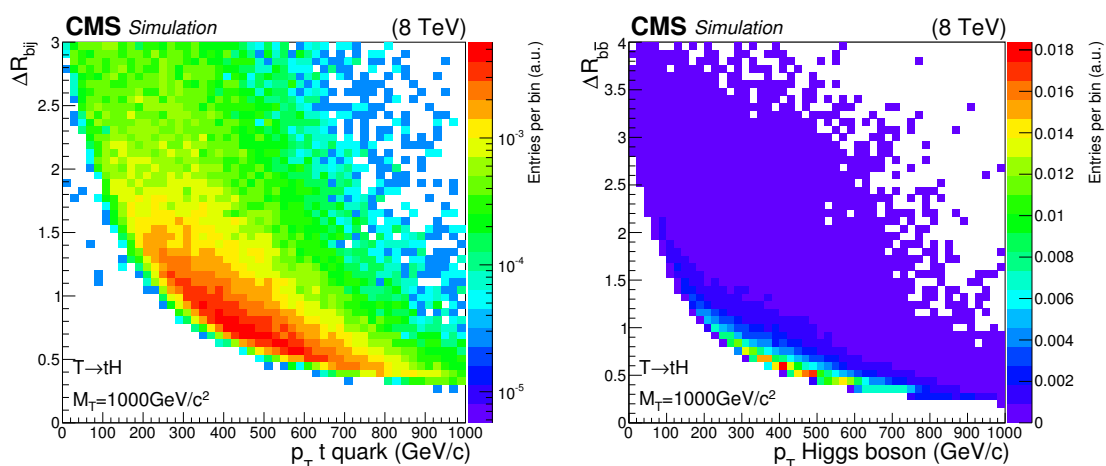 CMS Simulation (8 TeV)
ΔR_bij
3
2.5
2
1.5
1
0.5
0
T→tH
M_T=1000GeV/c²
0 100 200 300 400 500 600 700 800 900 1000
p_T t quark (GeV/c)
10⁻³
10⁻⁴
10⁻⁵
Entries per bin (a.u.)
CMS Simulation (8 TeV)
ΔR_bb̅
4
3.5
3
2.5
2
1.5
1
0.5
0
T→tH
M_T=1000GeV/c²
0 100 200 300 400 500 600 700 800 900 1000
p_T Higgs boson (GeV/c)
0.018
0.016
0.014
0.012
0.01
0.008
0.006
0.004
0.002
0
Entries per bin (a.u.)